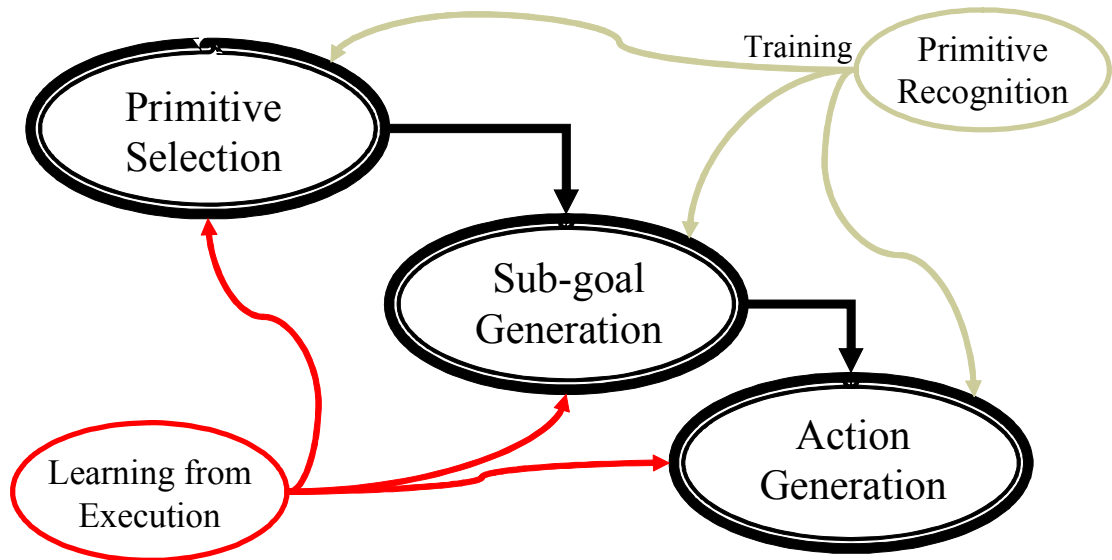 Training
Primitive
Recognition
Primitive
Selection
Sub-goal
Generation
Action
Generation
Learning from
Execution